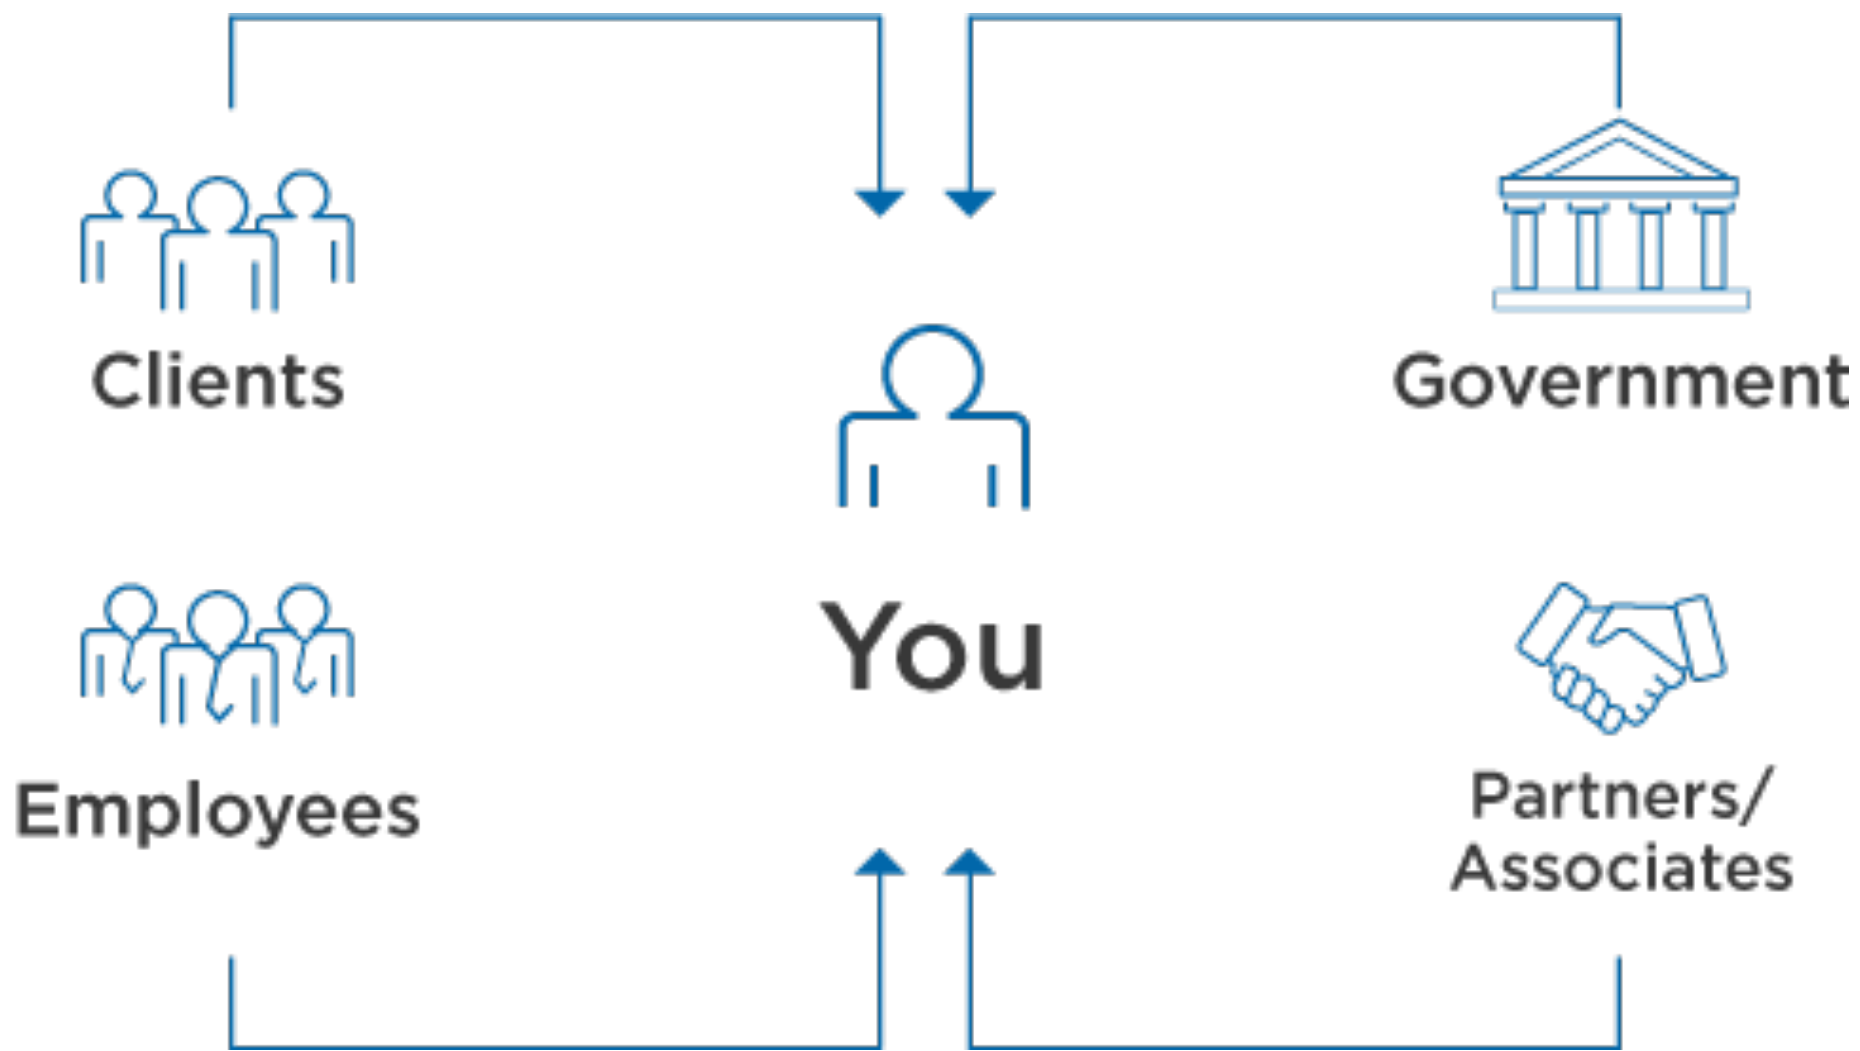 Clients
Government
You
Employees
Partners/
Associates